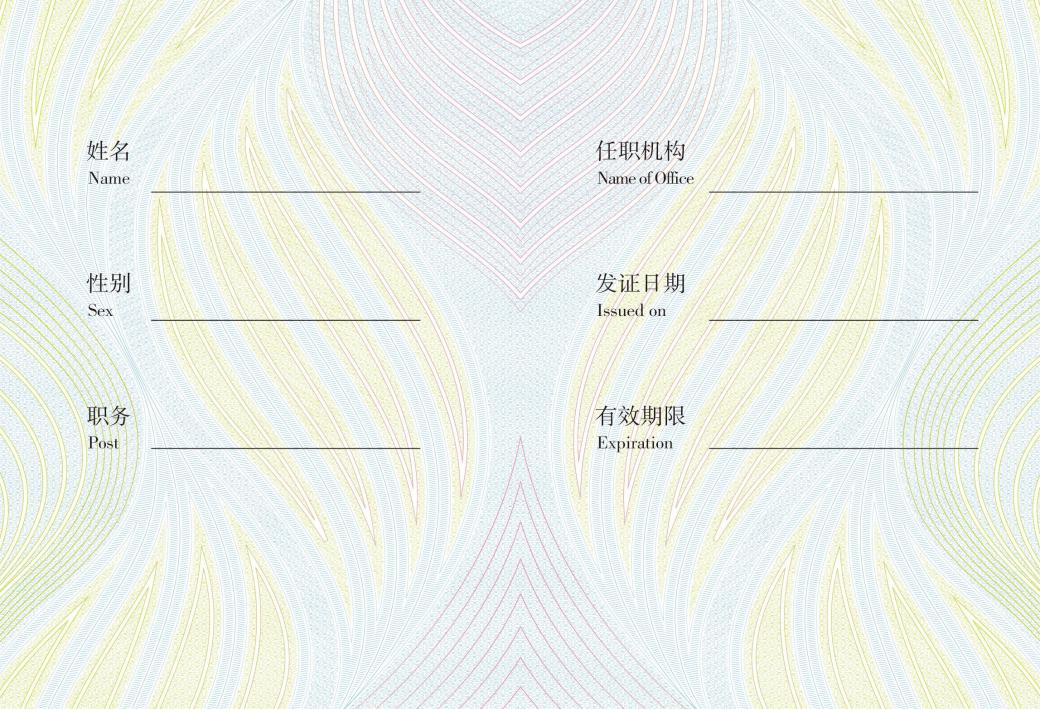 姓名
Name
性别
Sex
职务
Post
任职机构
Name of Office
发证日期
Issued on
有效期限
Expiration